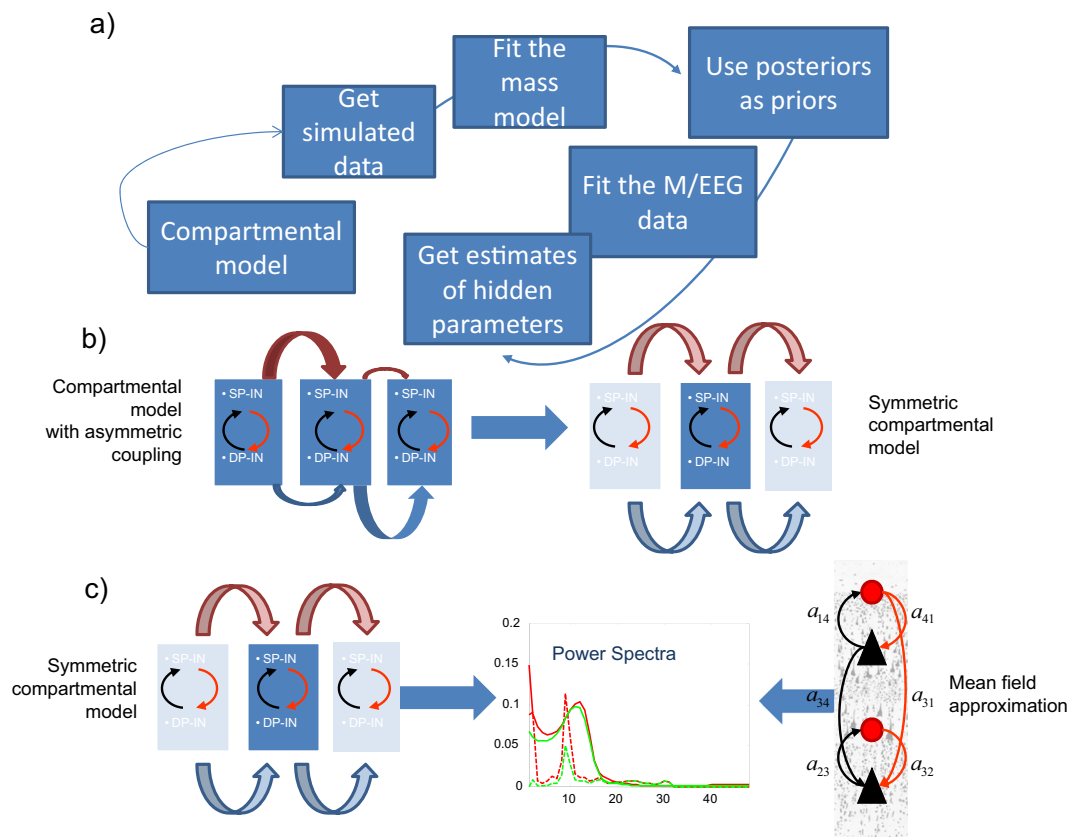 a)
Compartmental
model
Get
simulated
data
Fit the
mass
model
Use posteriors
as priors
Fit the M/EEG
data
Get estimates
of hidden
parameters
b)
Compartmental
model
with asymmetric
coupling
• SP-IN
• DP-IN
• SP-IN
• DP-IN
• SP-IN
• DP-IN
• SP-IN
• DP-IN
• SP-IN
• DP-IN
• SP-IN
• DP-IN
Symmetric
compartmental
model
c)
Symmetric
compartmental
model
• SP-IN
• DP-IN
• SP-IN
• DP-IN
• SP-IN
• DP-IN
Power Spectra
0.2
0.15
0.1
0.05
0
10 20 30 40
a14
a41
a34
a31
a23
a32
Mean field
approximation